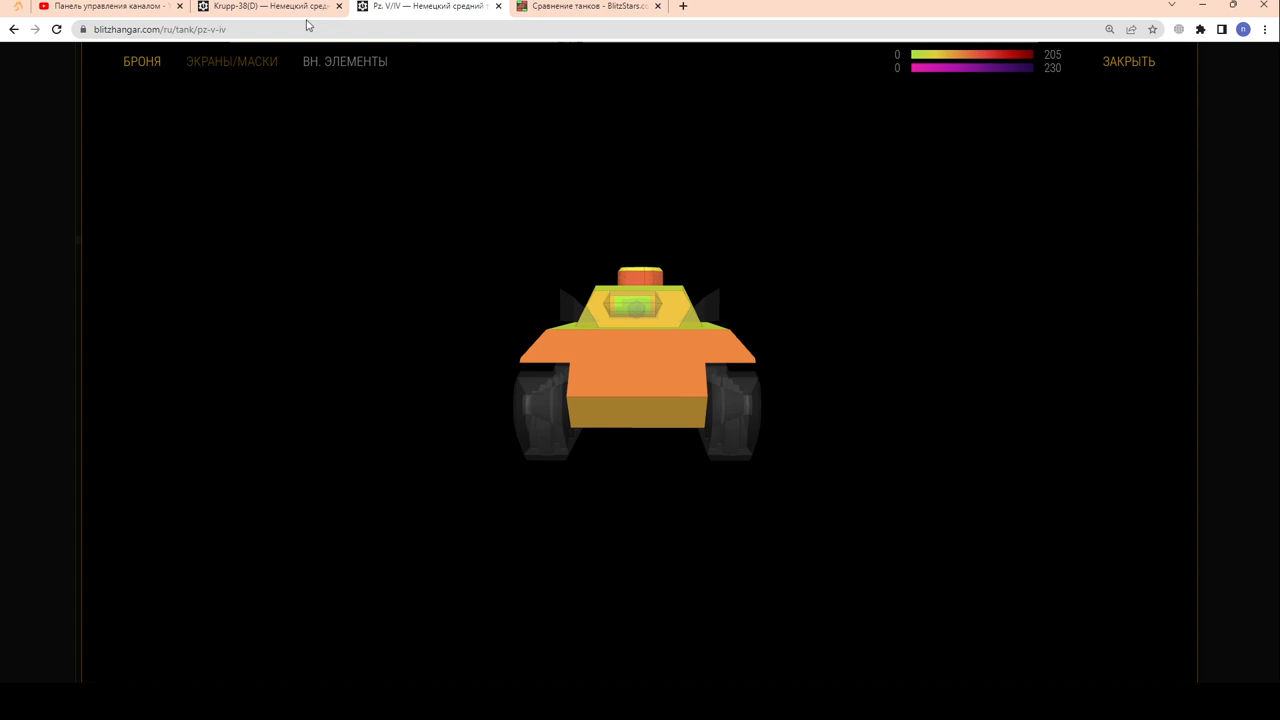 Панель управления каналом -
Krupp-38(D) — Немецкий сред
Pz. V/IV — Немецкий средний т
Сравнение танков - BlitzStars.co
blitzhangar.com/ru/tank/pz-v-iv
n
БРОНЯ
ЭКРАНЫ/МАСКИ
ВН. ЭЛЕМЕНТЫ
0
205
0
230
ЗАКРЫТЬ